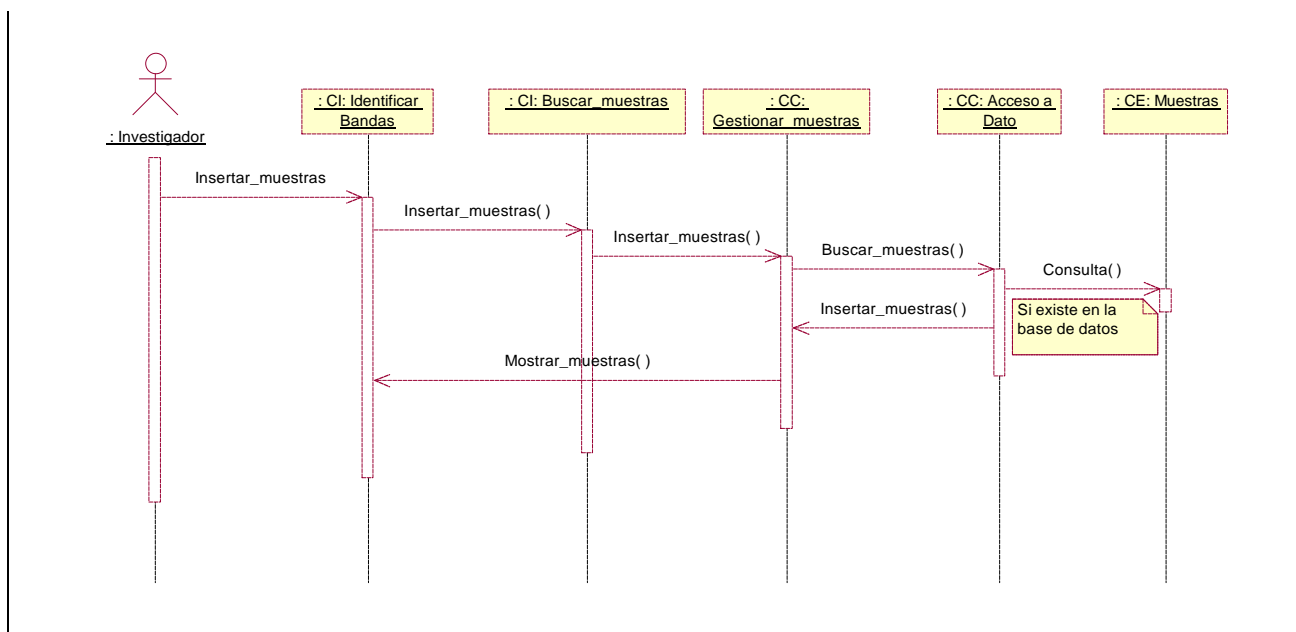 : Investigador
: CI: Identificar
Bandas
: CI: Buscar_muestras
: CC:
Gestionar_muestras
: CC: Acceso a
Dato
: CE: Muestras
Insertar_muestras
Insertar_muestras( )
Insertar_muestras( )
Buscar_muestras( )
Consulta( )
Si existe en la
base de datos
Insertar_muestras( )
Mostrar_muestras( )